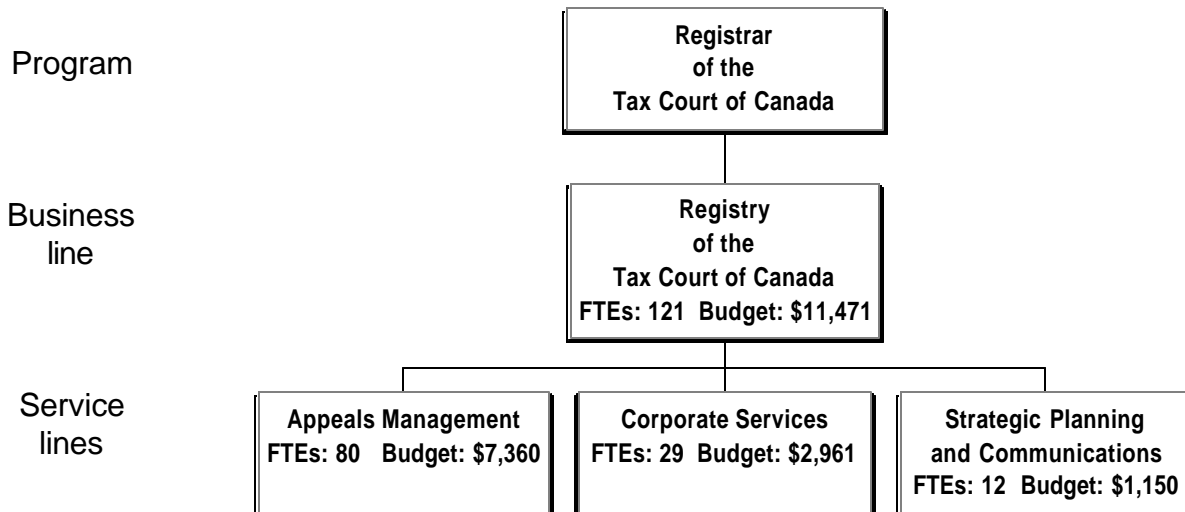 Program
Registrar
of the
Tax Court of Canada
Business
line
Registry
of the
Tax Court of Canada
FTEs: 121 Budget: $11,471
Service
lines
Appeals Management
FTEs: 80 Budget: $7,360
Corporate Services
FTEs: 29 Budget: $2,961
Strategic Planning
and Communications
FTEs: 12 Budget: $1,150